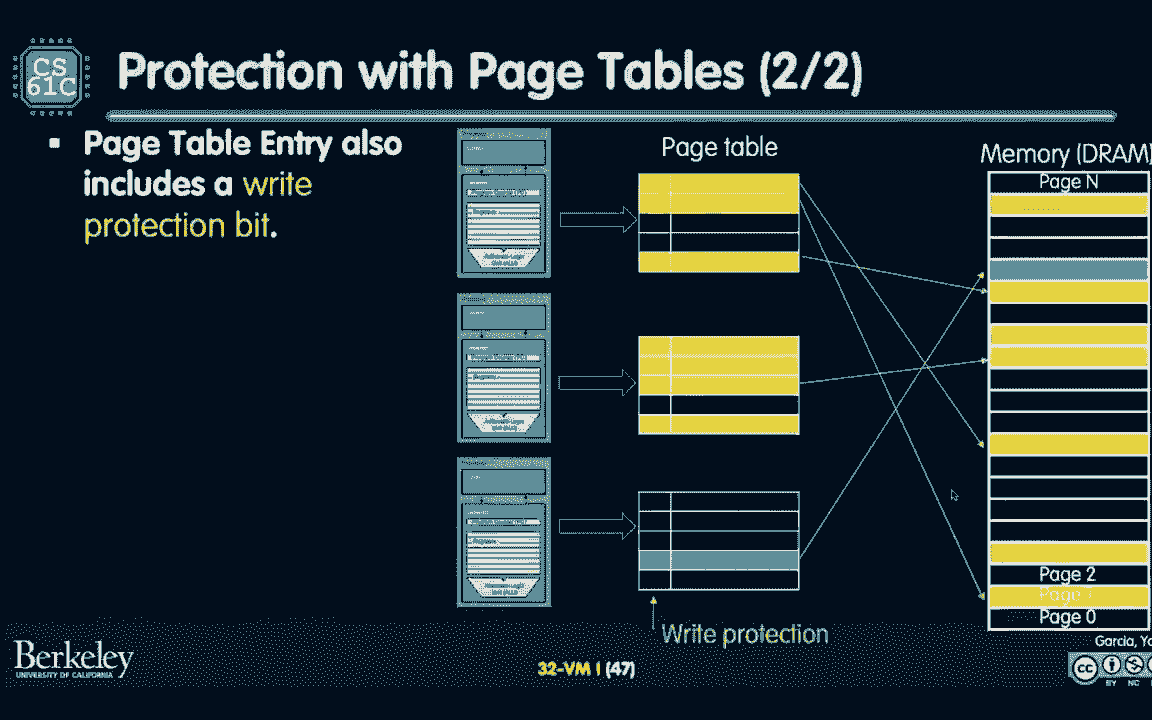 CS
61C
Protection with Page Tables (2/2)
▪ Page Table Entry also
includes a write
protection bit.
Page table
Memory (DRAM)
Page N
Page 2
Page
Page 0
Write protection
Berkeley
UNIVERSITY OF CALIFORNIA
32-VM I (47)
Garcia,
cc
BY NC